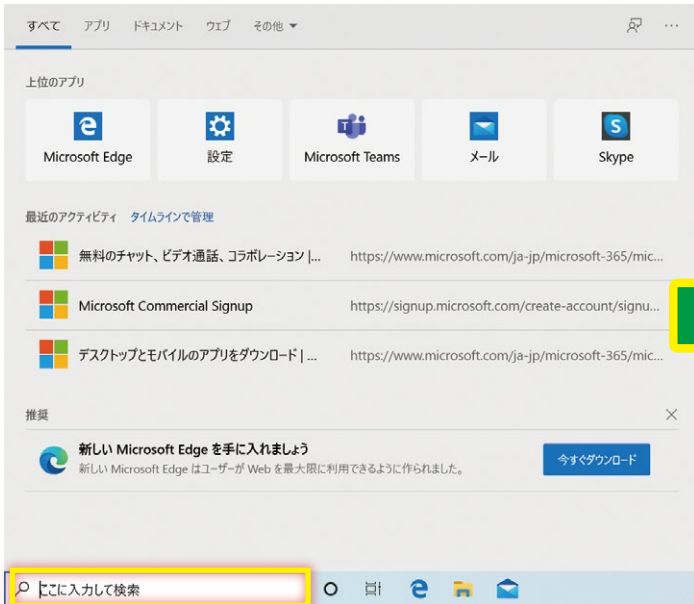 すべて アプリ ドキュメント ウェブ その他
上位のアプリ
Microsoft Edge 設定 Microsoft Teams メール Skype
最近のアクティビティ タイムラインで管理
無料のチャット、ビデオ通話、コラボレーション |... https://www.microsoft.com/ja-jp/microsoft-365/mic...
Microsoft Commercial Signup https://signup.microsoft.com/create-account/signu...
デスクトップとモバイルのアプリをダウンロード | ... https://www.microsoft.com/ja-jp/microsoft-365/mic...
推奨
新しい Microsoft Edge を手に入れましょう
新しい Microsoft Edge はユーザーが Web を最大限に利用できるように作られました。
今すぐダウンロード
ここに入力して検索